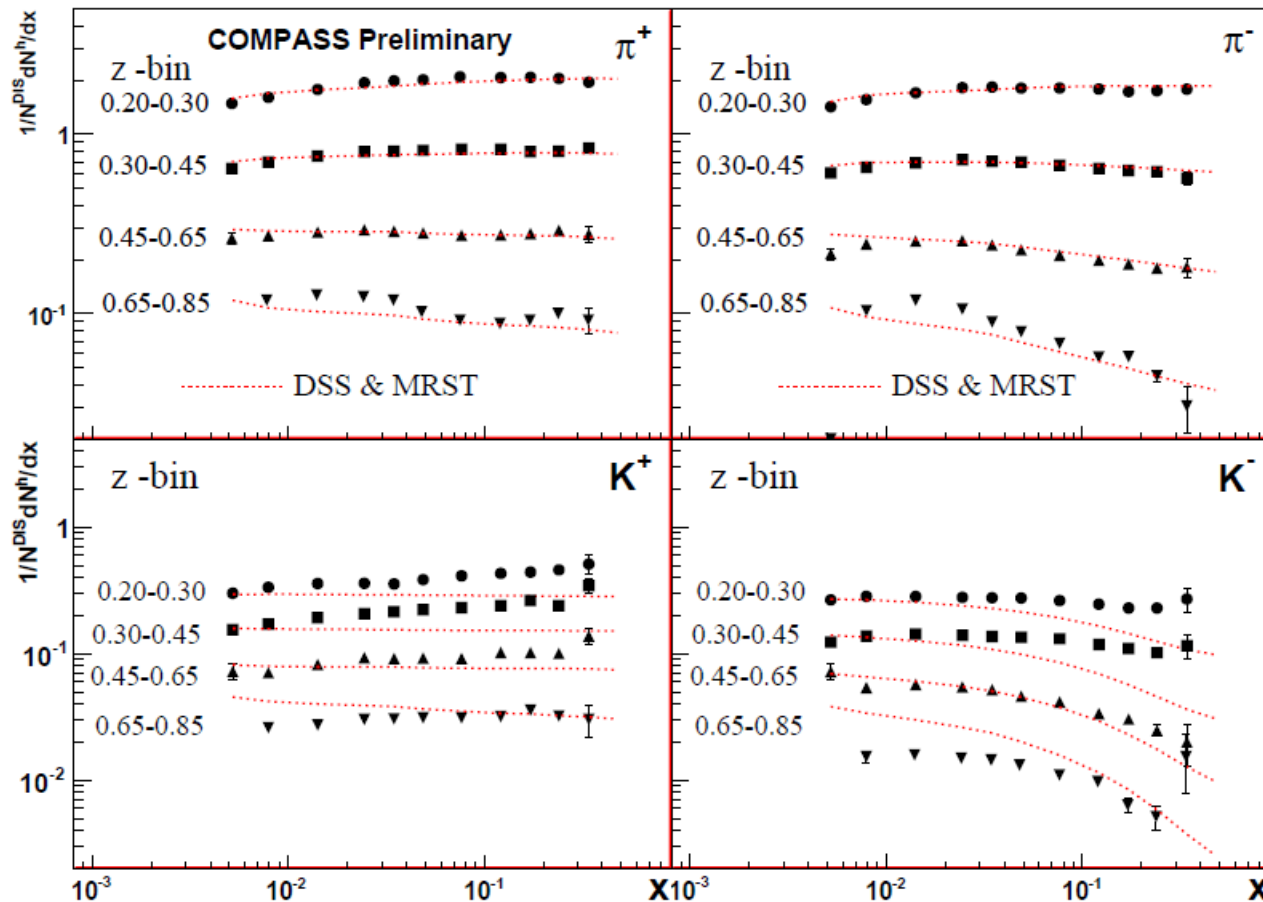 COMPASS Preliminary
π+
z -bin
0.20-0.30
0.30-0.45
0.45-0.65
0.65-0.85
DSS & MRST
1/N^DIS dN^h/dx
1
10^-1
π-
z -bin
0.20-0.30
0.30-0.45
0.45-0.65
0.65-0.85
K+
z -bin
0.20-0.30
0.30-0.45
0.45-0.65
0.65-0.85
1/N^DIS dN^h/dx
1
10^-1
10^-2
10^-3
10^-2
10^-1
x
K-
z -bin
0.20-0.30
0.30-0.45
0.45-0.65
0.65-0.85
10^-3
10^-2
10^-1
x